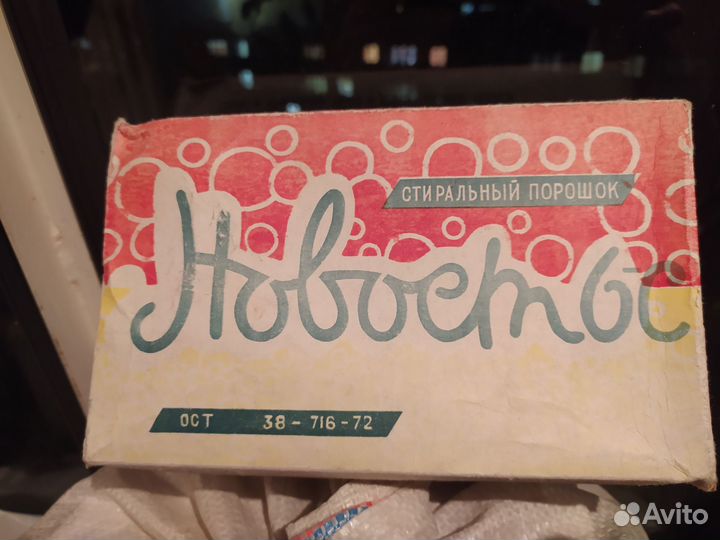 СТИРАЛЬНЫЙ ПОРОШОК
Новость
ОСТ 38-716-72
Avito